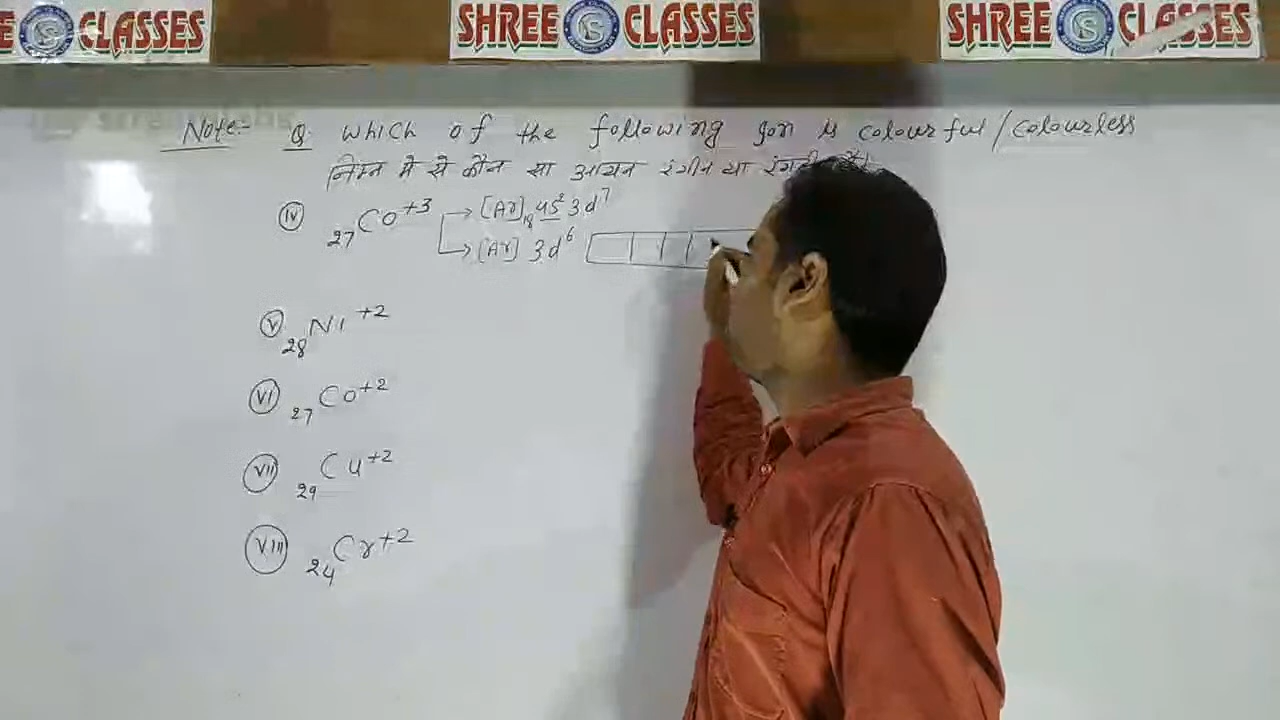 SHREE CLASSES SHREE CLASSES
CLASSES
Note:- Q. Which of the following Ion is colourful/colourless
निम्न मे से कौन सा आयन रंगीन या
(iv) 27Co+3 → [Ar]18 4s2 3d7
→ [Ar] 3d6
(v) 28Ni+2
(vi) 27Co+2
(vii) 29Cu+2
(viii) 24Cr+2